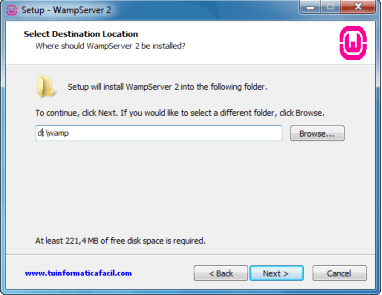 Setup - WampServer 2
Select Destination Location
Where should WampServer 2 be installed?
W
Setup will install WampServer 2 into the following folder.
To continue, click Next. If you would like to select a different folder, click Browse.
d:\wamp
Browse...
At least 221,4 MB of free disk space is required.
www.tuinformaticafacil.com
< Back
Next >
Cancel